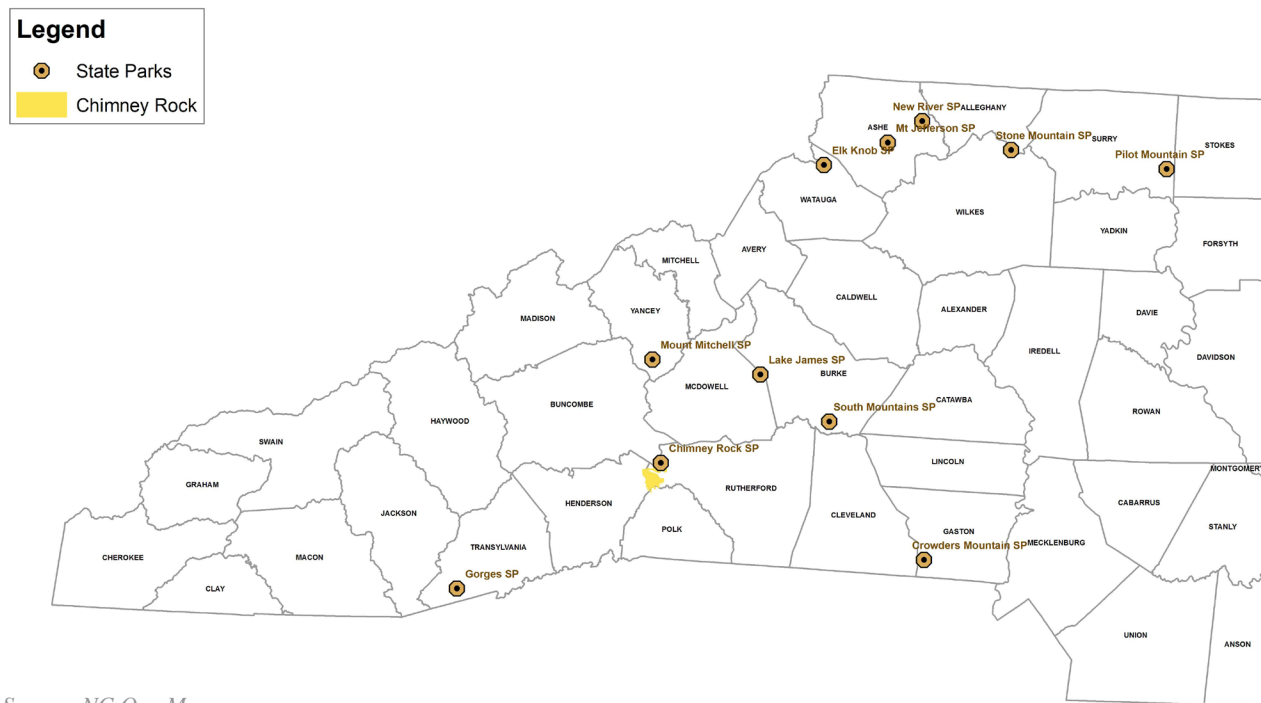 Legend
State Parks
Chimney Rock
New River SP
ALLEGHANY
ASHE
Mt Jefferson SP
Stone Mountain SP
SURRY
STOKES
Elk Knob SP
Pilot Mountain SP
WATAUGA
WILKES
YADKIN
FORSYTH
AVERY
MITCHELL
CALDWELL
ALEXANDER
DAVIE
MADISON
YANCEY
IREDELL
DAVIDSON
Mount Mitchell SP
Lake James SP
BURKE
MCDOWELL
BUNCOMBE
CATAWBA
ROWAN
HAYWOOD
South Mountains SP
SWAIN
Chimney Rock SP
LINCOLN
MONTGOMERY
GRAHAM
RUTHERFORD
HENDERSON
CABARRUS
JACKSON
CLEVELAND
STANLY
POLK
GASTON
TRANSYLVANIA
Crowders Mountain SP
MECKLENBURG
CHEROKEE
MACON
Gorges SP
CLAY
UNION
ANSON